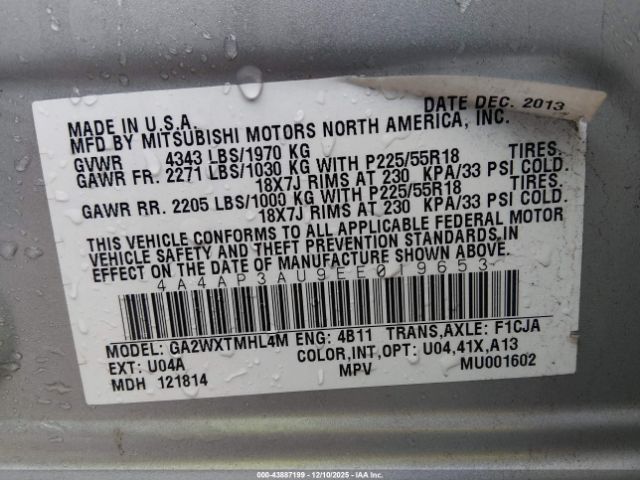 DATE DEC. 2013
MADE IN U.S.A.
MFD BY MITSUBISHI MOTORS NORTH AMERICA, INC.
GVWR 4343 LBS/1970 KG
GAWR FR. 2271 LBS/1030 KG WITH P225/55R18 TIRES.
18X7J RIMS AT 230 KPA/33 PSI COLD.
GAWR RR. 2205 LBS/1000 KG WITH P225/55R18 TIRES.
18X7J RIMS AT 230 KPA/33 PSI COLD.
THIS VEHICLE CONFORMS TO ALL APPLICABLE FEDERAL MOTOR
VEHICLE SAFETY AND THEFT PREVENTION STANDARDS,IN
EFFECT ON THE DATE OF MANUFACTURE SHOWN ABOVE.
4A4AP3AU9EE019653
MODEL: GA2WXTMHL4M ENG: 4B11 TRANS,AXLE: F1CJA
EXT: U04A COLOR,INT,OPT: U04,41X,A13
MDH 121814 MPV MU001602
000-43887199 - 12/10/2025 - IAAI